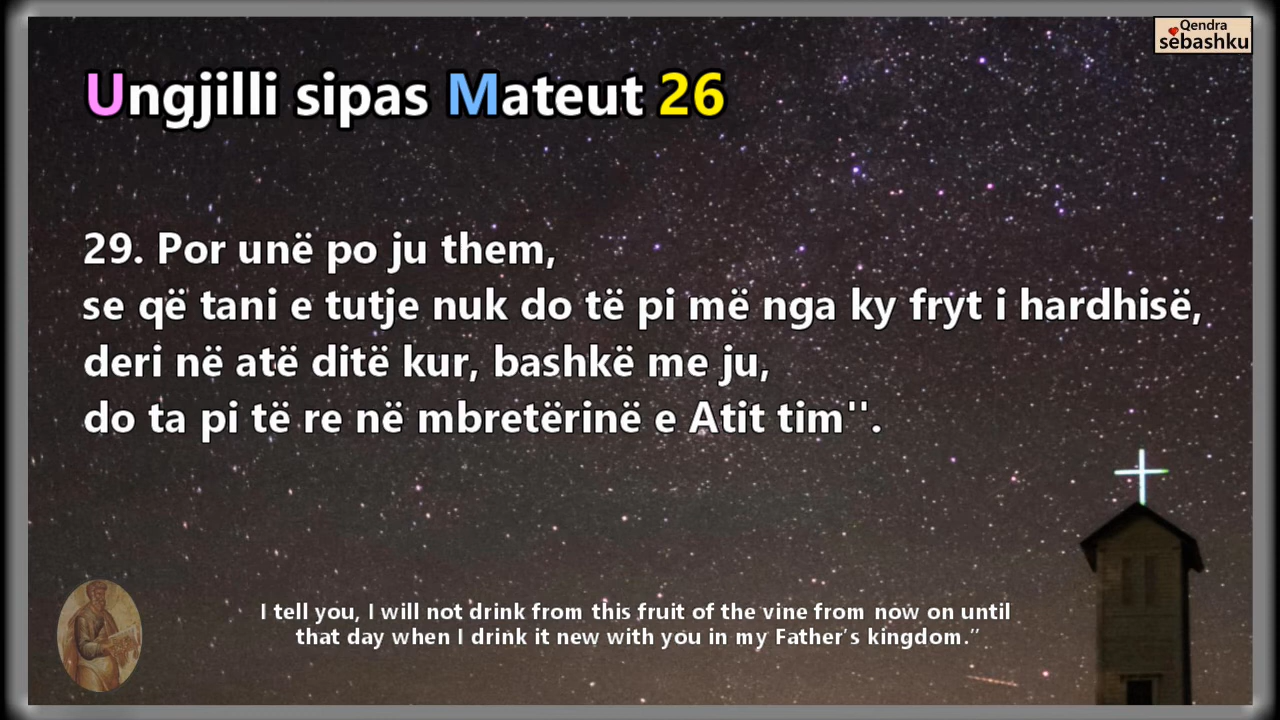 Qendra
sëbashku
Ungjilli sipas Mateut 26
29. Por unë po ju them,
se që tani e tutje nuk do të pi më nga ky fryt i hardhisë,
deri në atë ditë kur, bashkë me ju,
do ta pi të re në mbretërinë e Atit tim".
I tell you, I will not drink from this fruit of the vine from now on until
that day when I drink it new with you in my Father's kingdom.”